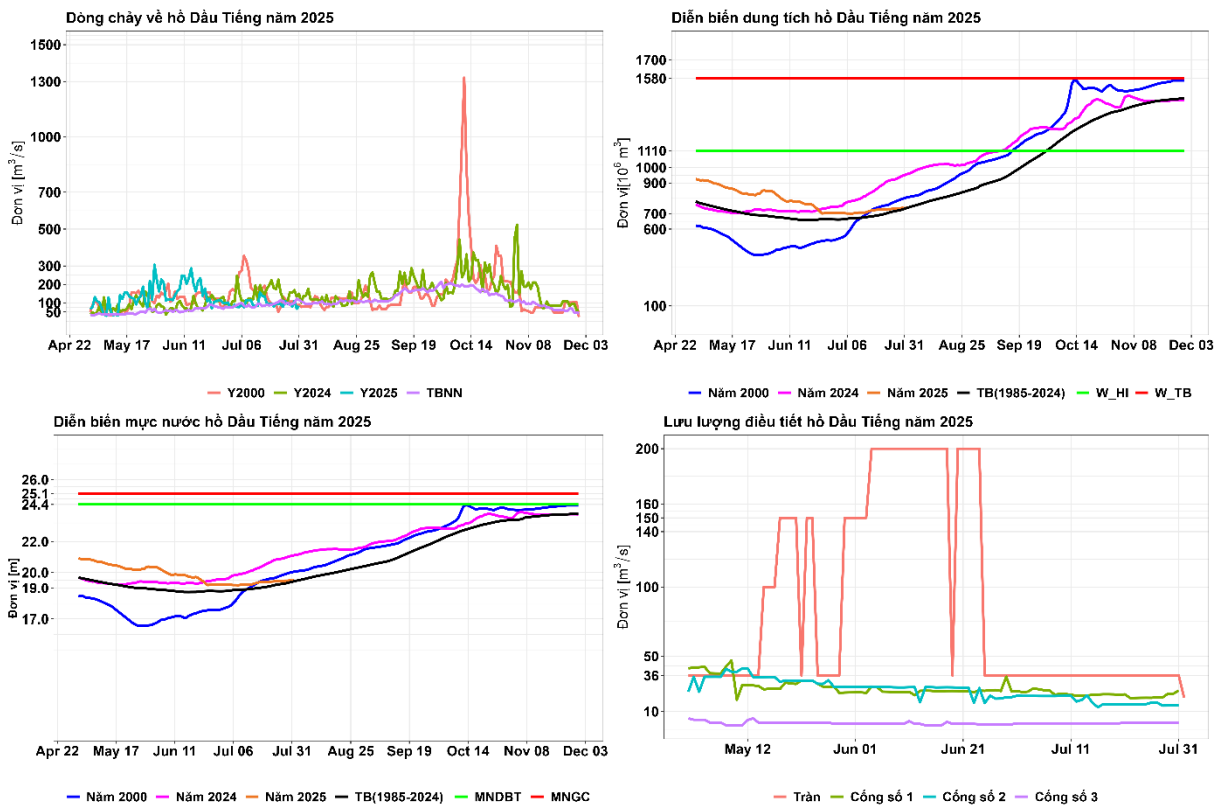 Dòng chảy về hồ Dầu Tiếng năm 2025
Đơn vị [m³/s]
1500
1300
1000
700
500
300
200
100
50
Apr 22 May 17 Jun 11 Jul 06 Jul 31 Aug 25 Sep 19 Oct 14 Nov 08 Dec 03
Y2000 Y2024 Y2025 TBNN
Diễn biến dung tích hồ Dầu Tiếng năm 2025
Đơn vị[10⁶ m³]
1700
1580
1110
1000
900
700
600
100
Apr 22 May 17 Jun 11 Jul 06 Jul 31 Aug 25 Sep 19 Oct 14 Nov 08 Dec 03
Năm 2000 Năm 2024 Năm 2025 TB(1985-2024) W_HI W_TB
Diễn biến mực nước hồ Dầu Tiếng năm 2025
Đơn vị [m]
26.0
25.1
24.4
22.0
20.0
19.0
17.0
Apr 22 May 17 Jun 11 Jul 06 Jul 31 Aug 25 Sep 19 Oct 14 Nov 08 Dec 03
Năm 2000 Năm 2024 Năm 2025 TB(1985-2024) MNDBT MNGC
Lưu lượng điều tiết hồ Dầu Tiếng năm 2025
Đơn vị [m³/s]
200
160
150
140
100
50
36
10
May 12 Jun 01 Jun 21 Jul 11 Jul 31
Tràn Cống số 1 Cống số 2 Cống số 3